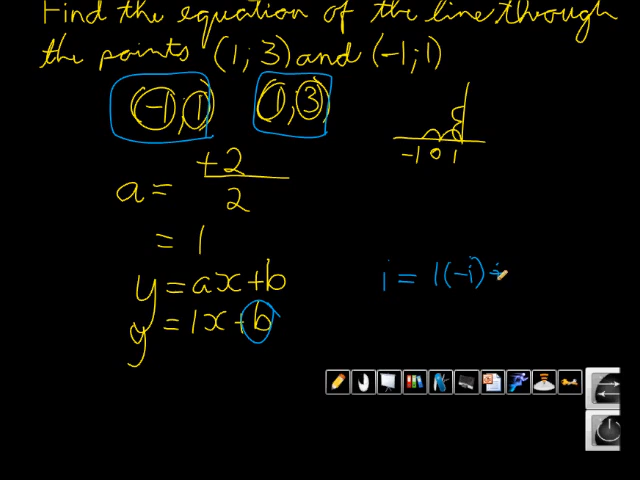 Find the equation of the line through
the points (1;3) and (-1;1)
-1,1 1,3
-1 0 1
a = +2/2
= 1
y = ax+b
y = 1x+b
1 = 1(-1)+